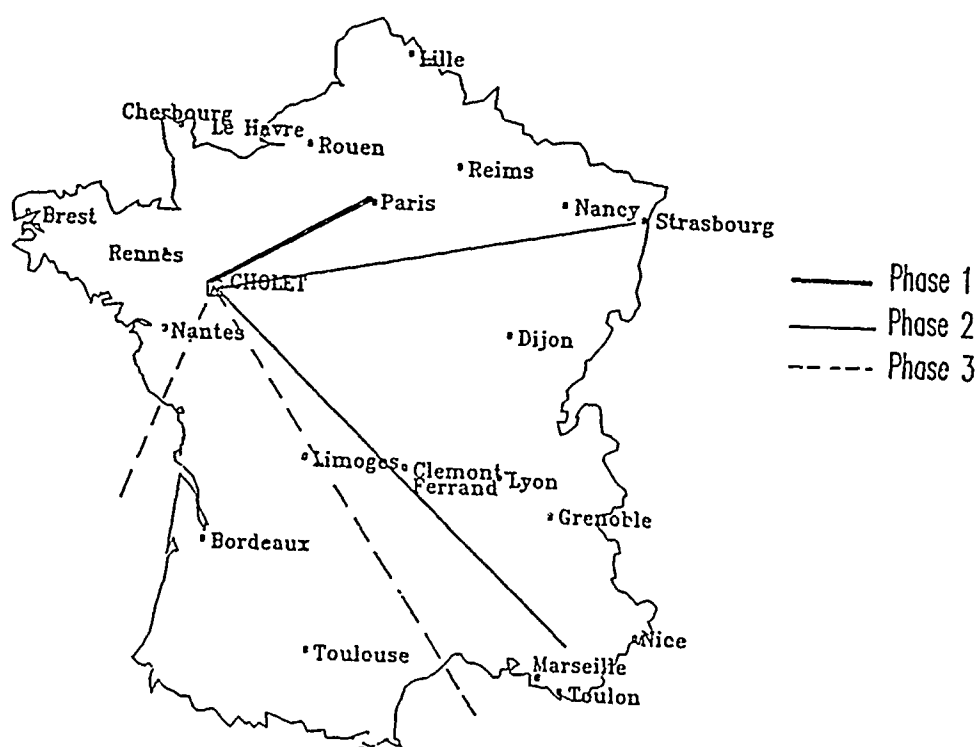 Lille
Cherbourg
Le Havre
Rouen
Reims
Paris
Nancy
Strasbourg
Brest
Rennes
CHOLET
Phase 1
Nantes
Phase 2
Dijon
Phase 3
Limoges
Clemont-
Ferrand
Lyon
Grenoble
Bordeaux
Nice
Toulouse
Marseille
Toulon